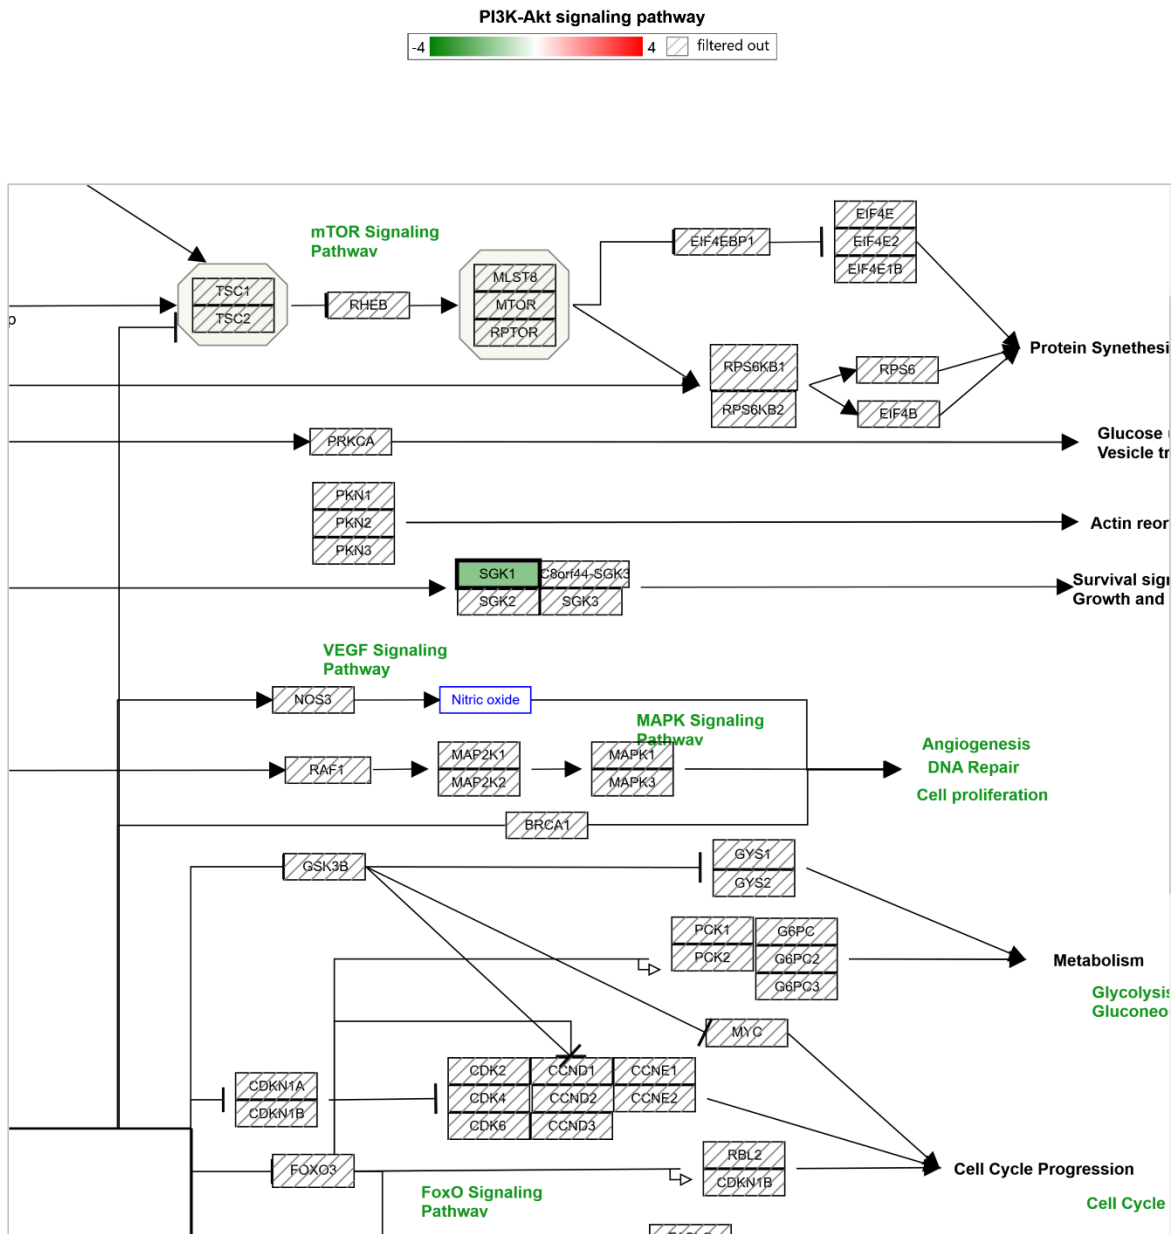 PI3K-Akt signaling pathway
-4 4 filtered out
mTOR Signaling
Pathway
TSC1
TSC2
p
RHEB
MLST8
MTOR
RPTOR
EIF4EBP1
EIF4E
EIF4E2
EIF4E1B
RPS6KB1
RPS6KB2
RPS6
EIF4B
Protein Synethesi
PRKCA
Glucose
Vesicle tr
PKN1
PKN2
PKN3
Actin reor
SGK1
C8orf44-SGK3
SGK2
SGK3
Survival sig
Growth and
VEGF Signaling
Pathway
NOS3
Nitric oxide
MAPK Signaling
Pathway
RAF1
MAP2K1
MAP2K2
MAPK1
MAPK3
Angiogenesis
DNA Repair
Cell proliferation
BRCA1
GSK3B
GYS1
GYS2
PCK1
PCK2
G6PC
G6PC2
G6PC3
Metabolism
Glycolysis
Gluconeo
MYC
CDKN1A
CDKN1B
CDK2
CCND1
CCNE1
CDK4
CCND2
CCNE2
CDK6
CCND3
FOXO3
RBL2
CDKN1B
Cell Cycle Progression
FoxO Signaling
Pathway
Cell Cycle